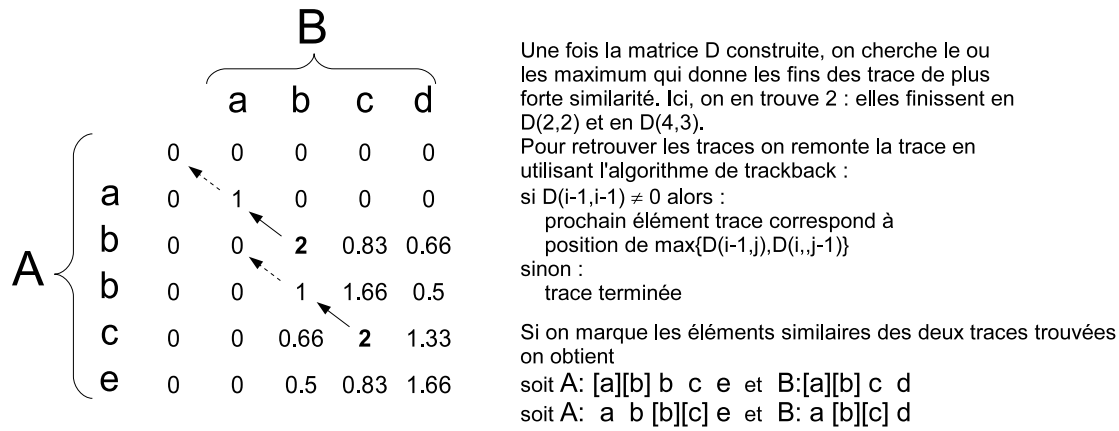 B
a b c d
0 0 0 0 0
a 0 1 0 0 0
b 0 0 2 0.83 0.66
A
b 0 0 1 1.66 0.5
c 0 0 0.66 2 1.33
e 0 0 0.5 0.83 1.66
Une fois la matrice D construite, on cherche le ou
les maximum qui donne les fins des trace de plus
forte similarité. Ici, on en trouve 2 : elles finissent en
D(2,2) et en D(4,3).
Pour retrouver les traces on remonte la trace en
utilisant l'algorithme de trackback :
si D(i-1,i-1) ≠ 0 alors :
prochain élément trace correspond à
position de max{D(i-1,j),D(i,,j-1)}
sinon :
trace terminée
Si on marque les éléments similaires des deux traces trouvées
on obtient
soit A: [a][b] b c e et B:[a][b] c d
soit A: a b [b][c] e et B: a [b][c] d